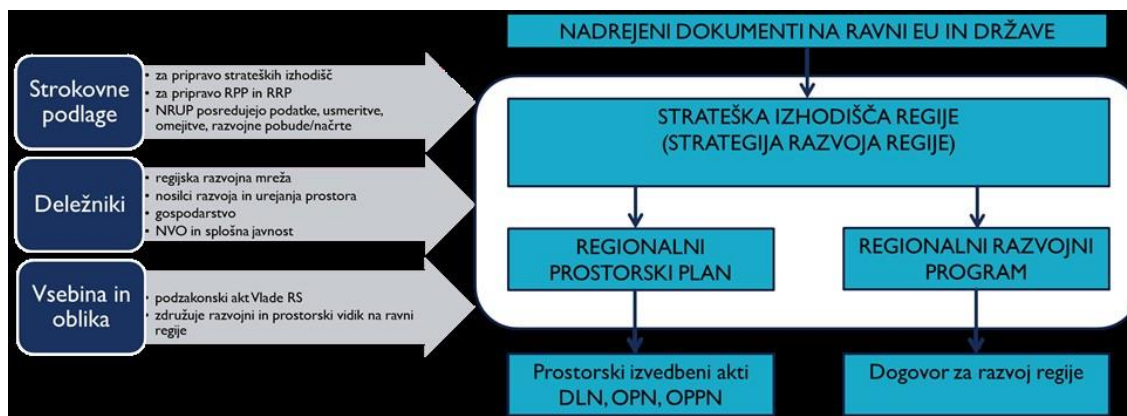 Strokovne
podlage
• za pripravo strateških izhodišč
• za pripravo RPP in RRP
• NRUP posredujejo podatke, usmeritve,
omejitve, razvojne pobude/načrte
Deležniki
• regijska razvojna mreža
• nosilci razvoja in urejanja prostora
• gospodarstvo
• NVO in splošna javnost
Vsebina in
oblika
• podzakonski akt Vlade RS
• združuje razvojni in prostorski vidik na ravni
regije
NADREJENI DOKUMENTI NA RAVNI EU IN DRŽAVE
STRATEŠKA IZHODIŠČA REGIJE
(STRATEGIJA RAZVOJA REGIJE)
REGIONALNI
PROSTORSKI PLAN
REGIONALNI RAZVOJNI
PROGRAM
Prostorski izvedbeni akti
DLN, OPN, OPPN
Dogovor za razvoj regije